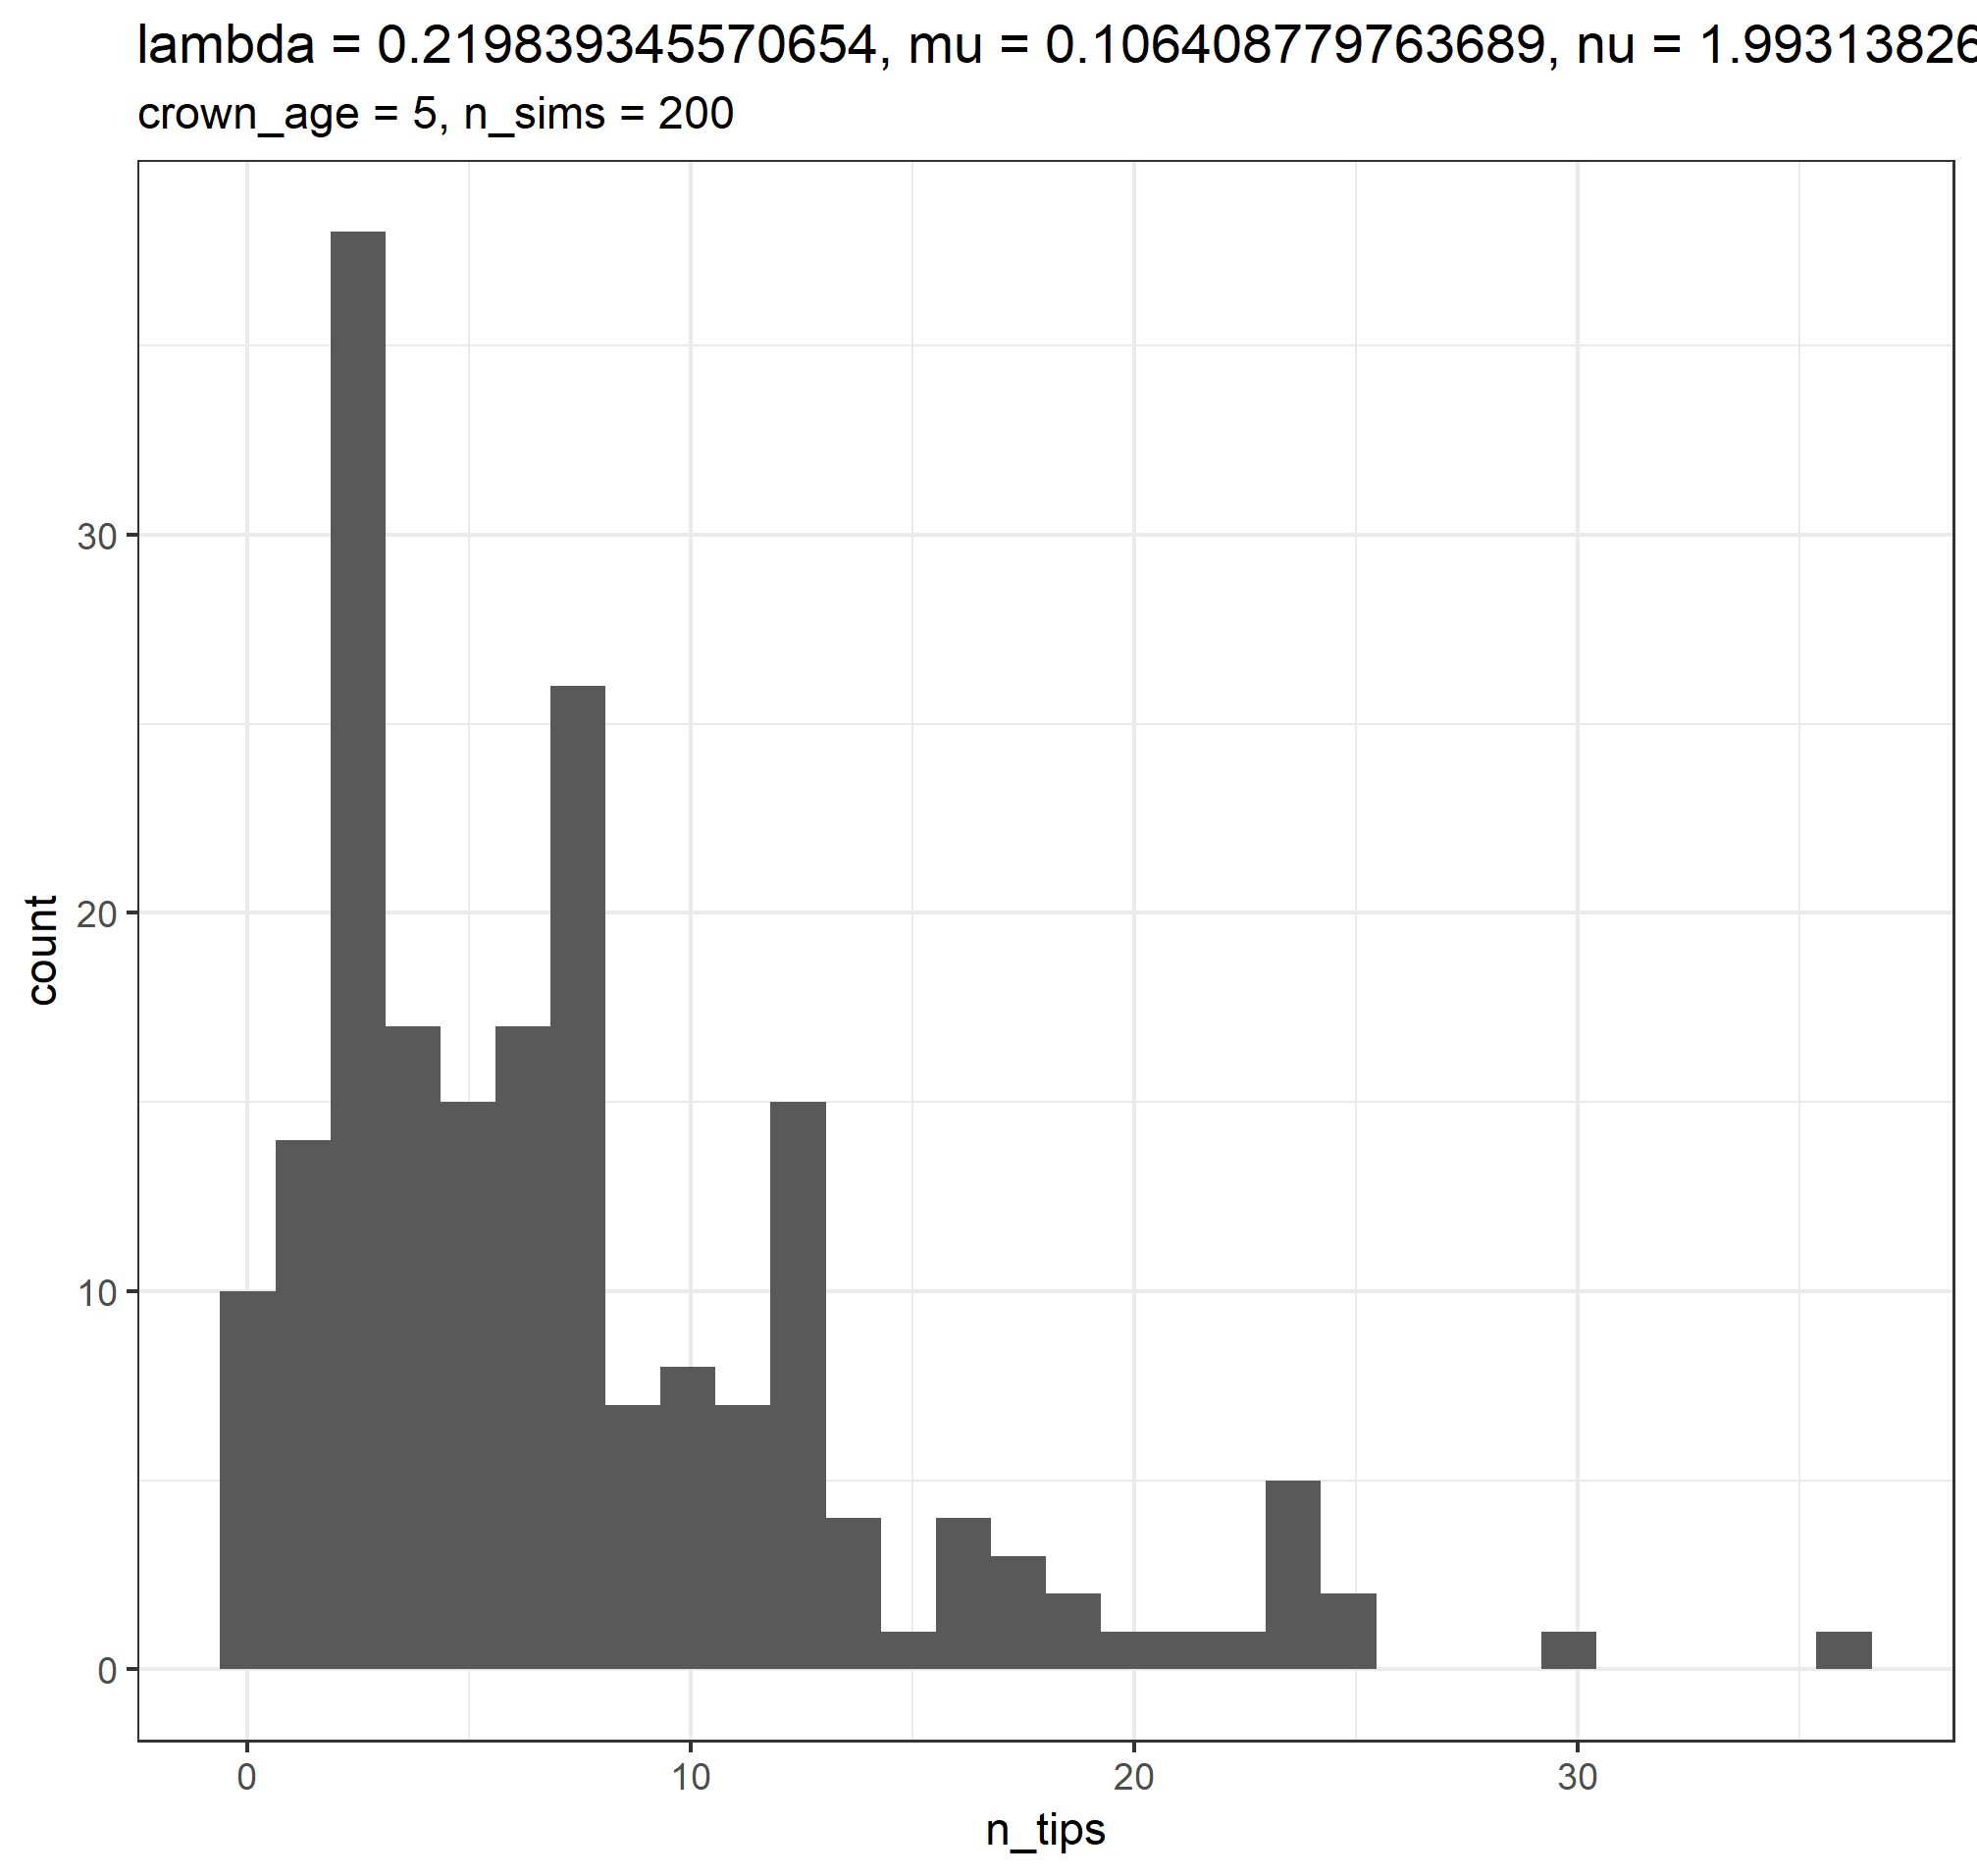 lambda = 0.219839345570654, mu = 0.106408779763689, nu = 1.99313826
crown_age = 5, n_sims = 200
30
20
10
0
count
0 10 20 30
n_tips